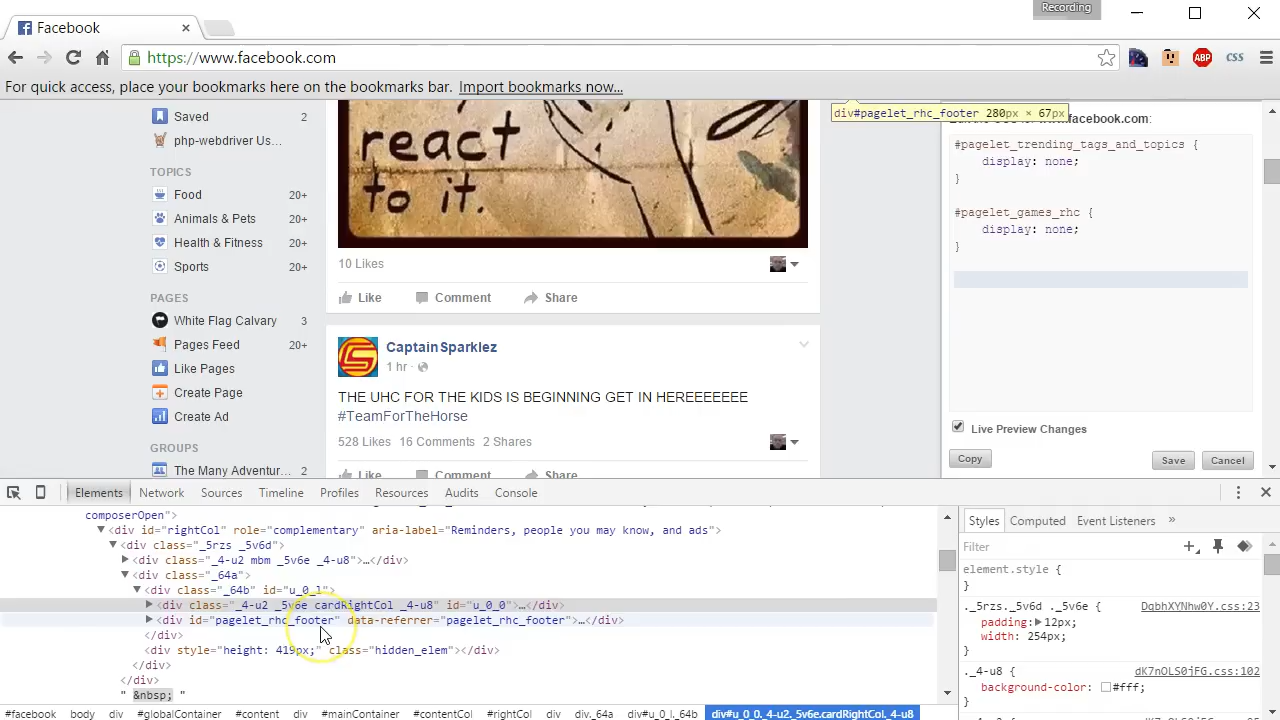 Recording
Facebook
https://www.facebook.com
ABP
CSS
For quick access, place your bookmarks here on the bookmarks bar. Import bookmarks now...
Saved 2
php-webdriver Us...
TOPICS
Food 20+
Animals & Pets 20+
Health & Fitness 20+
Sports 20+
PAGES
White Flag Calvary 3
Pages Feed 20+
Like Pages
Create Page
Create Ad
GROUPS
The Many Adventur... 2
react
to it.
10 Likes
Like Comment Share
CaptainSparklez
1 hr
THE UHC FOR THE KIDS IS BEGINNING GET IN HEREEEEEEE
#TeamForTheHorse
528 Likes 16 Comments 2 Shares
Like Comment Share
div#pagelet_rhc_footer 280px × 67px
w.facebook.com:
#pagelet_trending_tags_and_topics {
display: none;
}
#pagelet_games_rhc {
display: none;
}
Live Preview Changes
Copy Save Cancel
Elements Network Sources Timeline Profiles Resources Audits Console
composerOpen">
<div id="rightCol" role="complementary" aria-label="Reminders, people you may know, and ads">
<div class="_5rzs _5v6d">
<div class="_4-u2 mbm _5v6e _4-u8">…</div>
<div class="_64a">
<div class="_64b" id="u_0_l">
<div class="_4-u2 _5v6e cardRightCol _4-u8" id="u_0_0">…</div>
<div id="pagelet_rhc_footer" data-referrer="pagelet_rhc_footer">…</div>
</div>
<div style="height: 419px;" class="hidden_elem"></div>
</div>
</div>
" &nbsp; "
#facebook body div #globalContainer #content div #mainContainer #contentCol #rightCol div div._64a div#u_0_l._64b div#u_0_0._4-u2._5v6e.cardRightCol._4-u8
Styles Computed Event Listeners »
Filter
element.style {
}
._5rzs._5v6d ._5v6e { DqbhXYNhw0Y.css:23
padding: 12px;
width: 254px;
}
._4-u8 { dK7nOLS0jFG.css:102
background-color: #fff;
}